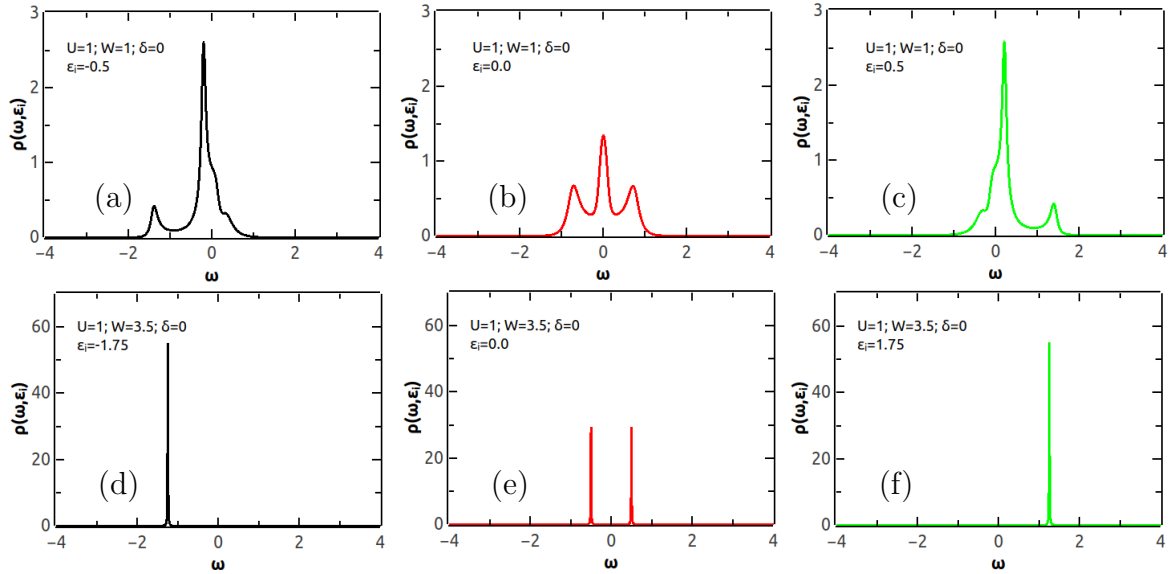 3
2
1
0
ρ(ω,εᵢ)
U=1; W=1; δ=0
εᵢ=-0.5
(a)
−4 −2 0 2 4
ω
3
2
1
0
ρ(ω,εᵢ)
U=1; W=1; δ=0
εᵢ=0.0
(b)
−4 −2 0 2 4
ω
3
2
1
0
ρ(ω,εᵢ)
U=1; W=1; δ=0
εᵢ=0.5
(c)
−4 −2 0 2 4
ω
60
40
20
0
ρ(ω,εᵢ)
U=1; W=3.5; δ=0
εᵢ=-1.75
(d)
−4 −2 0 2 4
ω
60
40
20
0
ρ(ω,εᵢ)
U=1; W=3.5; δ=0
εᵢ=0.0
(e)
−4 −2 0 2 4
ω
60
40
20
0
ρ(ω,εᵢ)
U=1; W=3.5; δ=0
εᵢ=1.75
(f)
−4 −2 0 2 4
ω